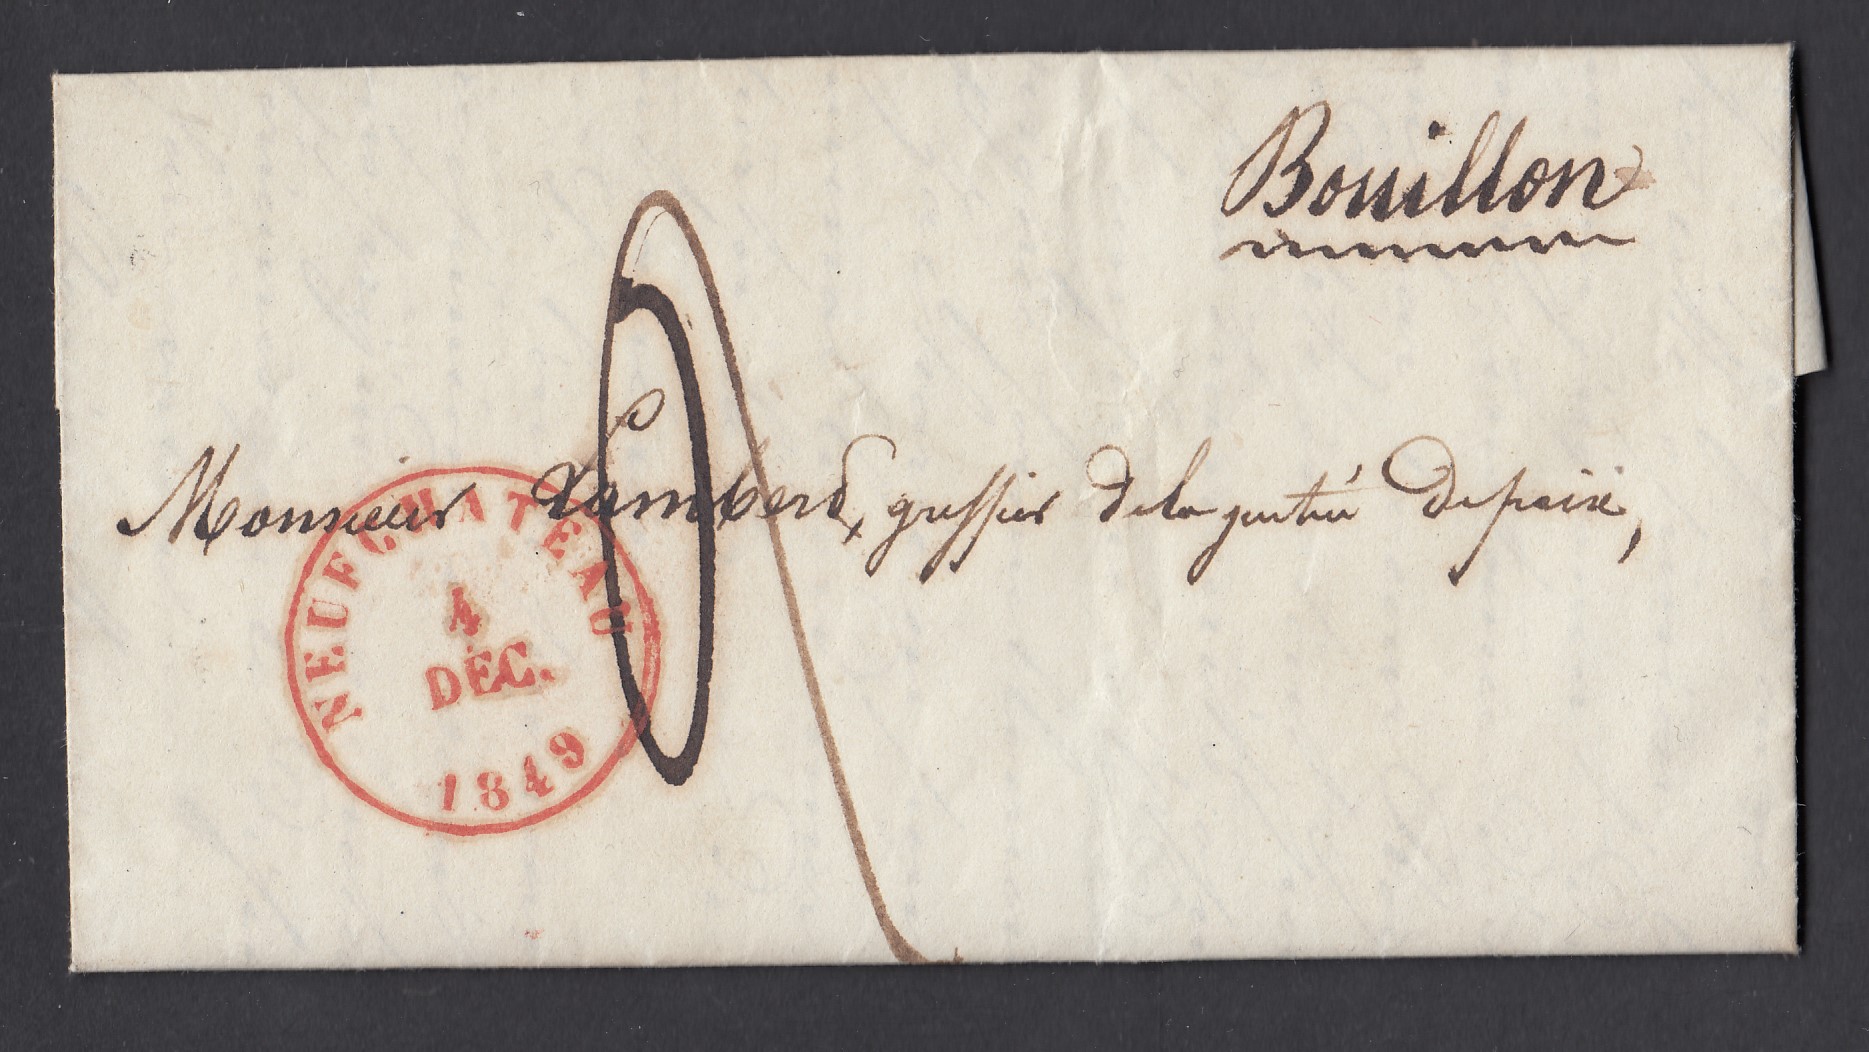 Bouillon
Monsieur Lambert, greffier de la justice de paix,
NEUFCHATEAU
4
DÉC.
1849